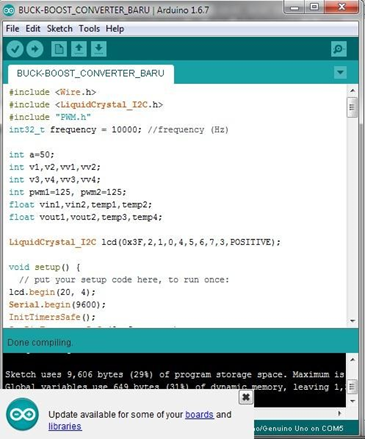 BUCK-BOOST_CONVERTER_BARU | Arduino 1.6.7
File Edit Sketch Tools Help
BUCK-BOOST_CONVERTER_BARU
#include <Wire.h>
#include <LiquidCrystal_I2C.h>
#include "PWM.h"
int32_t frequency = 10000; //frequency (Hz)
int a=50;
int v1,v2,vv1,vv2;
int v3,v4,vv3,vv4;
int pwm1=125, pwm2=125;
float vin1,vin2,temp1,temp2;
float vout1,vout2,temp3,temp4;
LiquidCrystal_I2C lcd(0x3F,2,1,0,4,5,6,7,3,POSITIVE);
void setup() {
// put your setup code here, to run once:
lcd.begin(20, 4);
Serial.begin(9600);
InitTimersSafe();
Done compiling.
Sketch uses 9,606 bytes (29%) of program storage space. Maximum is
Global variables use 649 bytes (31%) of dynamic memory, leaving 1,
Update available for some of your boards and
libraries
no/Genuino Uno on COM5